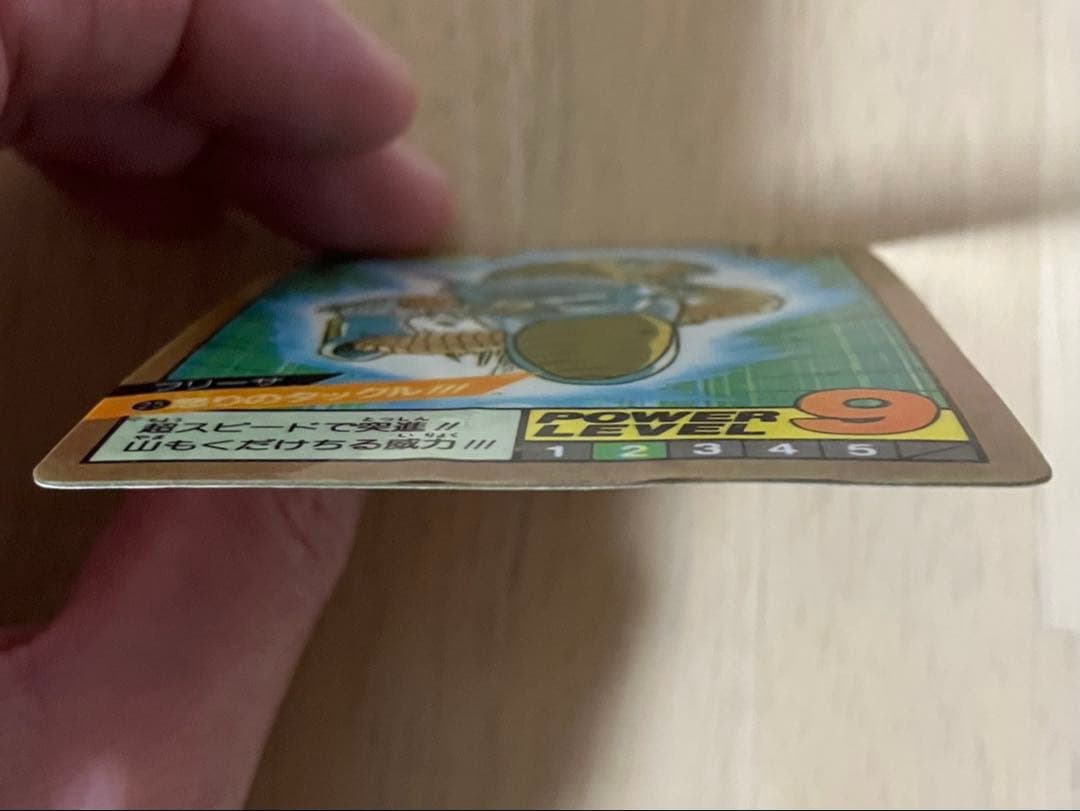 フリーザ
25 怒りのタックル!!!
超スピードで突進!!
山もくだけちる威力!!!
POWER
LEVEL 9
1 2 3 4 5